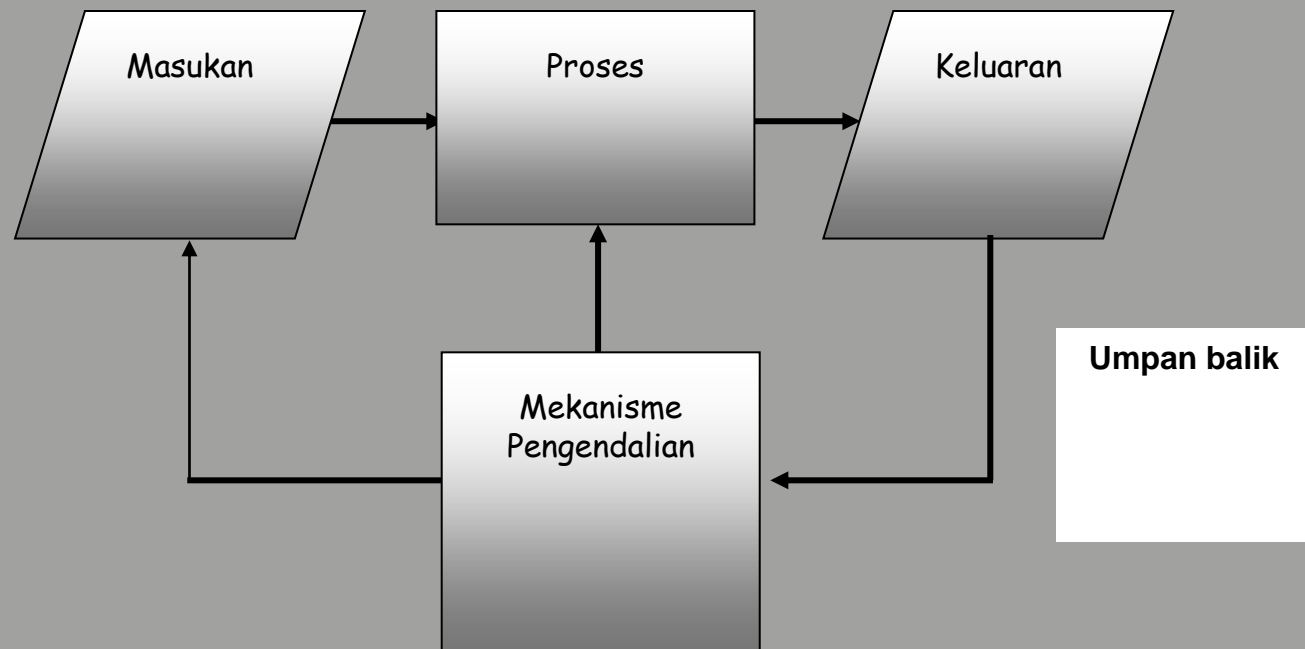 Masukan
Proses
Keluaran
Umpan balik
Mekanisme
Pengendalian